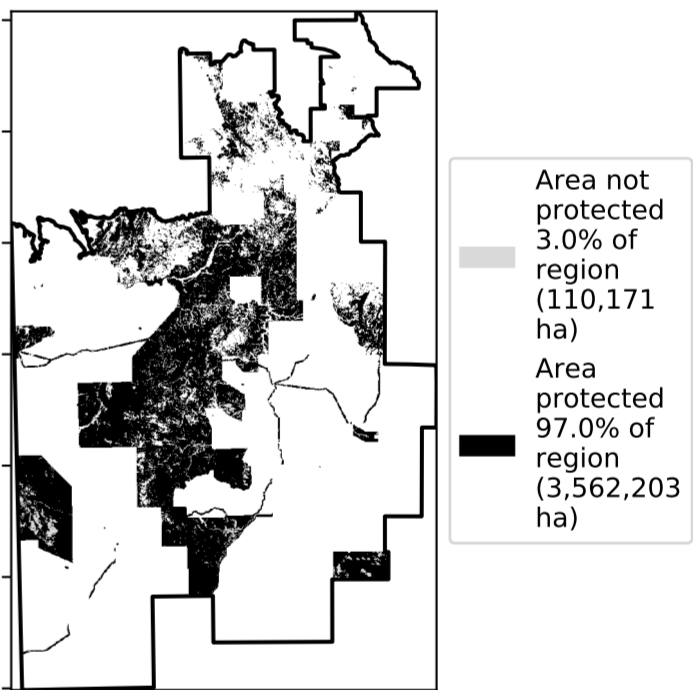 Area not
protected
3.0% of
region
(110,171
ha)
Area
protected
97.0% of
region
(3,562,203
ha)